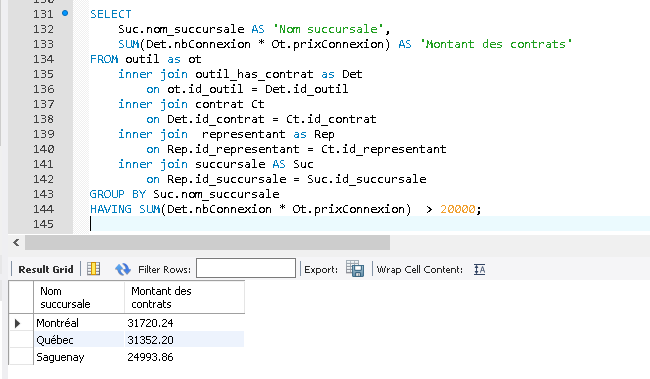 131 SELECT
132 Suc.nom_succursale AS 'Nom succursale',
133 SUM(Det.nbConnexion * Ot.prixConnexion) AS 'Montant des contrats'
134 FROM outil as ot
135 inner join outil_has_contrat as Det
136 on ot.id_outil = Det.id_outil
137 inner join contrat Ct
138 on Det.id_contrat = Ct.id_contrat
139 inner join representant as Rep
140 on Rep.id_representant = Ct.id_representant
141 inner join succursale AS Suc
142 on Rep.id_succursale = Suc.id_succursale
143 GROUP BY Suc.nom_succursale
144 HAVING SUM(Det.nbConnexion * Ot.prixConnexion) > 20000;
145
Result Grid Filter Rows: Export: Wrap Cell Content:
Nom succursale Montant des contrats
Montréal 31720.24
Québec 31352.20
Saguenay 24993.86